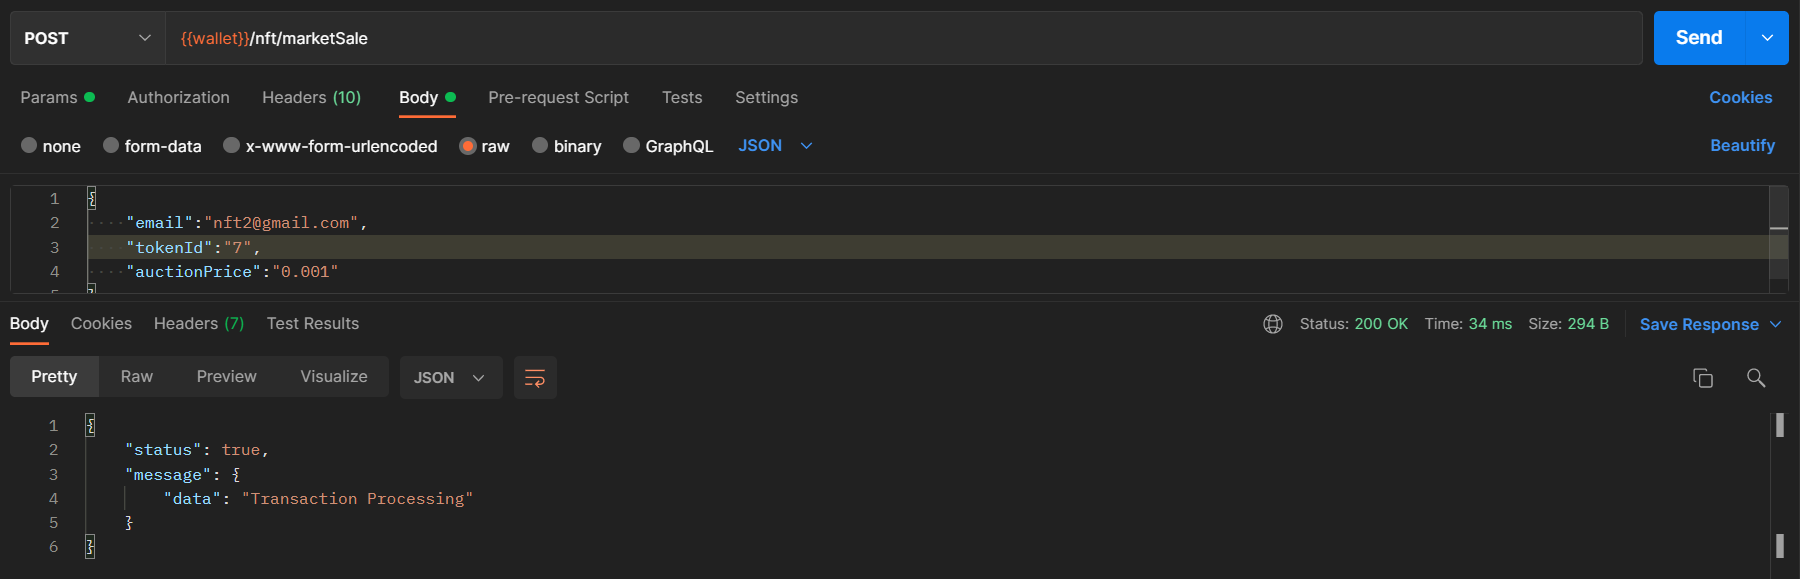 POST {{wallet}}/nft/marketSale Send
Params Authorization Headers (10) Body Pre-request Script Tests Settings Cookies
none form-data x-www-form-urlencoded raw binary GraphQL JSON Beautify
1 {
2 "email":"nft2@gmail.com",
3 "tokenId":"7",
4 "auctionPrice":"0.001"
5 }
Body Cookies Headers (7) Test Results Status: 200 OK Time: 34 ms Size: 294 B Save Response
Pretty Raw Preview Visualize JSON
1 {
2 "status": true,
3 "message": {
4 "data": "Transaction Processing"
5 }
6 }